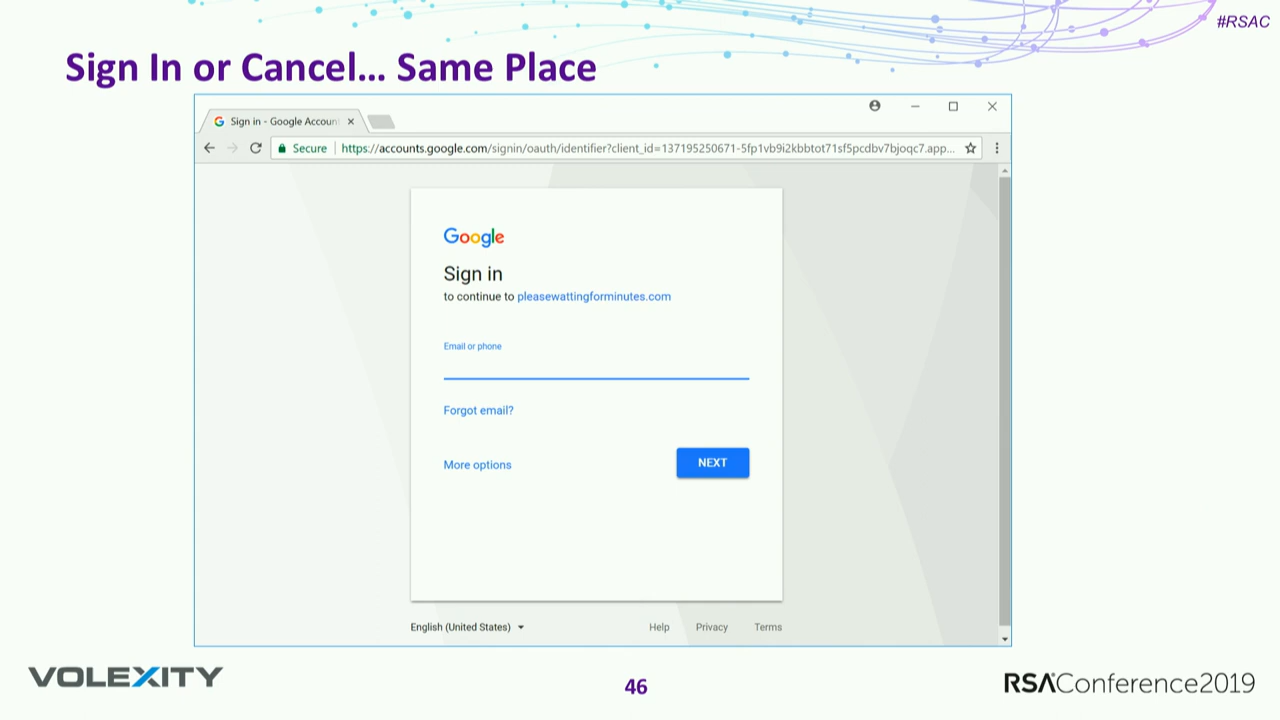 #RSAC
Sign In or Cancel... Same Place
Sign in - Google Accoun
Secure https://accounts.google.com/signin/oauth/identifier?client_id=137195250671-5fp1vb9i2kbbtot71sf5pcdbv7bjoqc7.app...
Google
Sign in
to continue to pleasewattingforminutes.com
Email or phone
Forgot email?
More options NEXT
English (United States) Help Privacy Terms
VOLEXITY 46 RSAConference2019